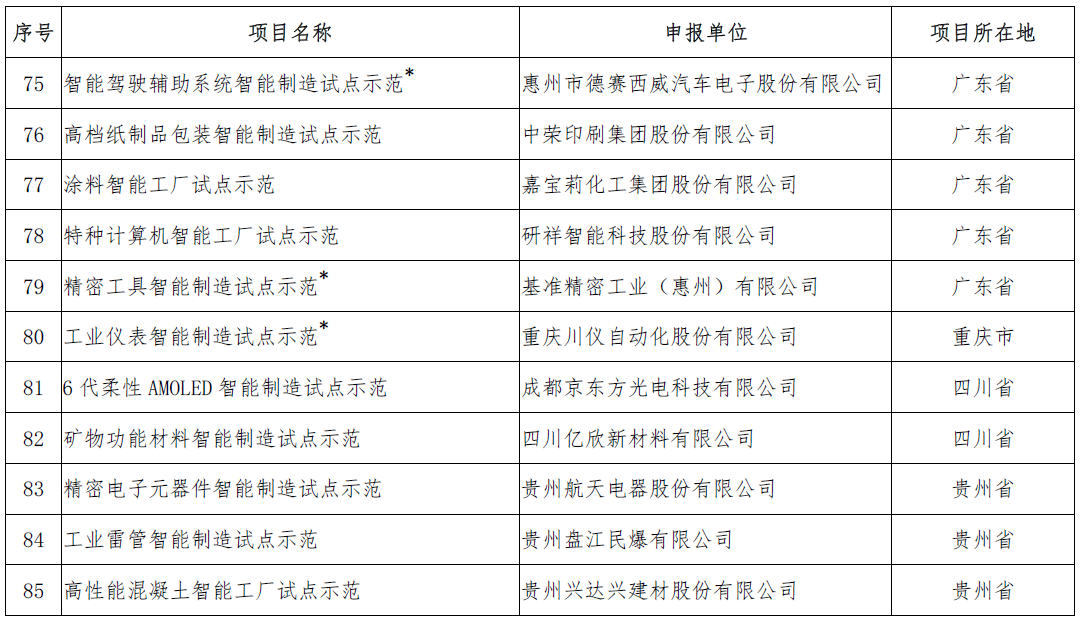 序号 项目名称 申报单位 项目所在地
75 智能驾驶辅助系统智能制造试点示范* 惠州市德赛西威汽车电子股份有限公司 广东省
76 高档纸制品包装智能制造试点示范 中荣印刷集团股份有限公司 广东省
77 涂料智能工厂试点示范 嘉宝莉化工集团股份有限公司 广东省
78 特种计算机智能工厂试点示范 研祥智能科技股份有限公司 广东省
79 精密工具智能制造试点示范* 基准精密工业（惠州）有限公司 广东省
80 工业仪表智能制造试点示范* 重庆川仪自动化股份有限公司 重庆市
81 6代柔性AMOLED智能制造试点示范 成都京东方光电科技有限公司 四川省
82 矿物功能材料智能制造试点示范 四川亿欣新材料有限公司 四川省
83 精密电子元器件智能制造试点示范 贵州航天电器股份有限公司 贵州省
84 工业雷管智能制造试点示范 贵州盘江民爆有限公司 贵州省
85 高性能混凝土智能工厂试点示范 贵州兴达兴建材股份有限公司 贵州省